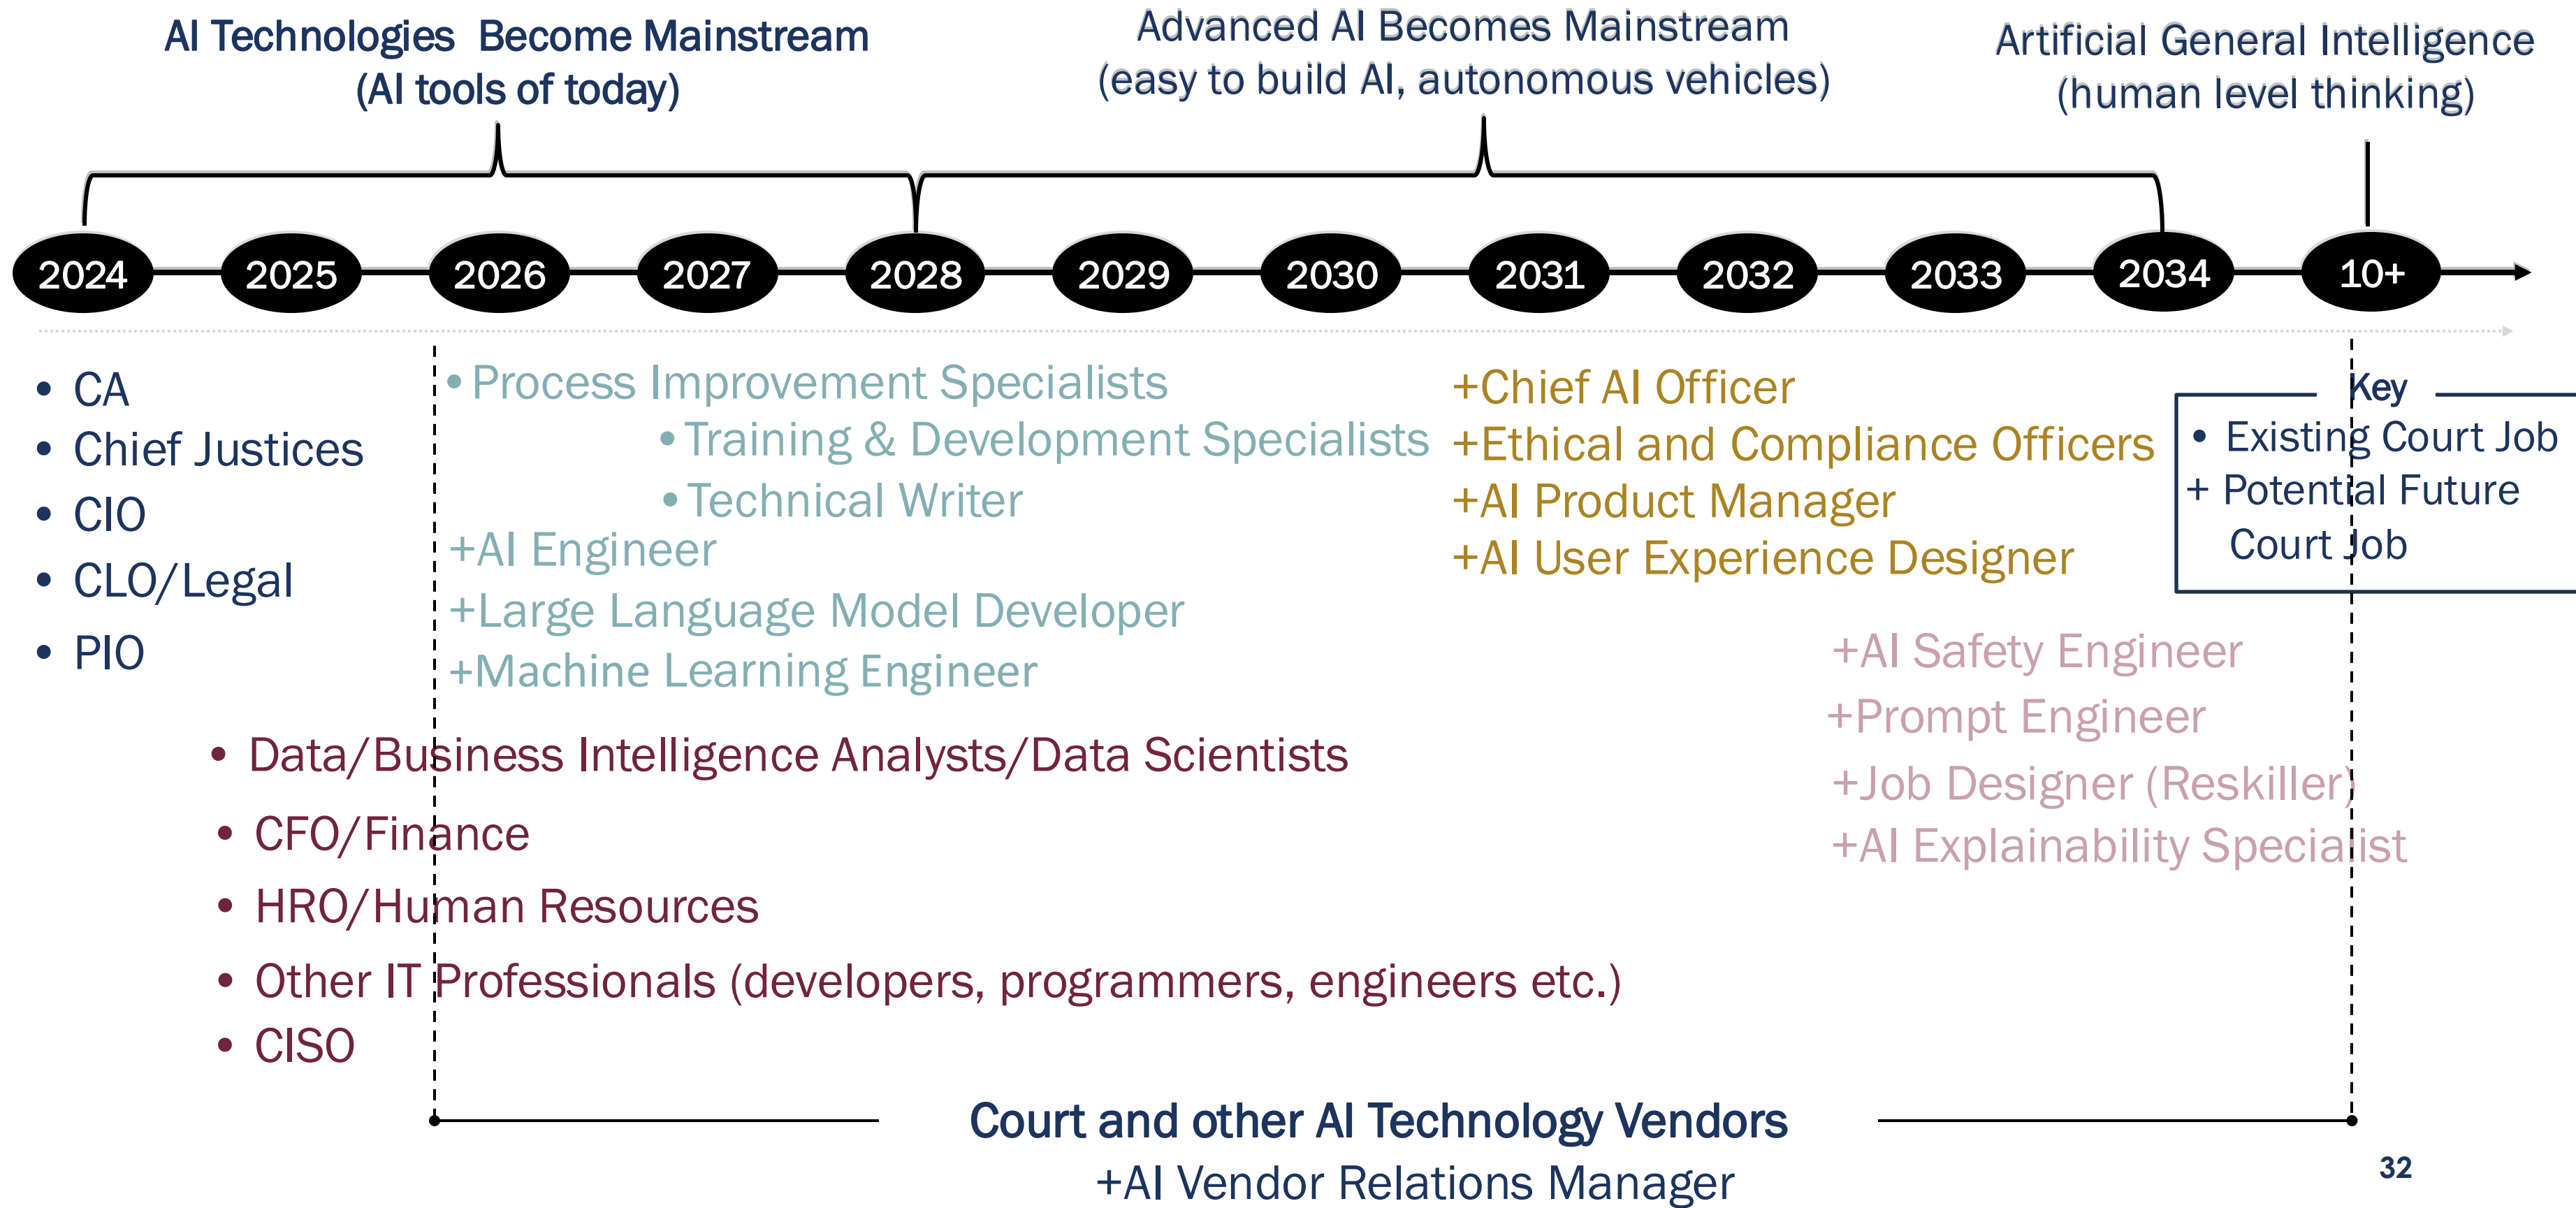 AI Technologies  Become Mainstream
(AI tools of today)
Advanced AI Becomes Mainstream
(easy to build AI, autonomous vehicles)
Artificial General Intelligence
(human level thinking)
2024
2025
2026
2027
2028
2029
2030
2031
2032
2033
2034
10+
• CA
• Chief Justices
• CIO
• CLO/Legal
• PIO
• Process Improvement Specialists
• Training & Development Specialists
• Technical Writer
+AI Engineer
+Large Language Model Developer
+Machine Learning Engineer
+Chief AI Officer
+Ethical and Compliance Officers
+AI Product Manager
+AI User Experience Designer
Key
• Existing Court Job
+ Potential Future
Court Job
+AI Safety Engineer
+Prompt Engineer
+Job Designer (Reskiller)
+AI Explainability Specialist
• Data/Business Intelligence Analysts/Data Scientists
• CFO/Finance
• HRO/Human Resources
• Other IT Professionals (developers, programmers, engineers etc.)
• CISO
Court and other AI Technology Vendors
+AI Vendor Relations Manager
32